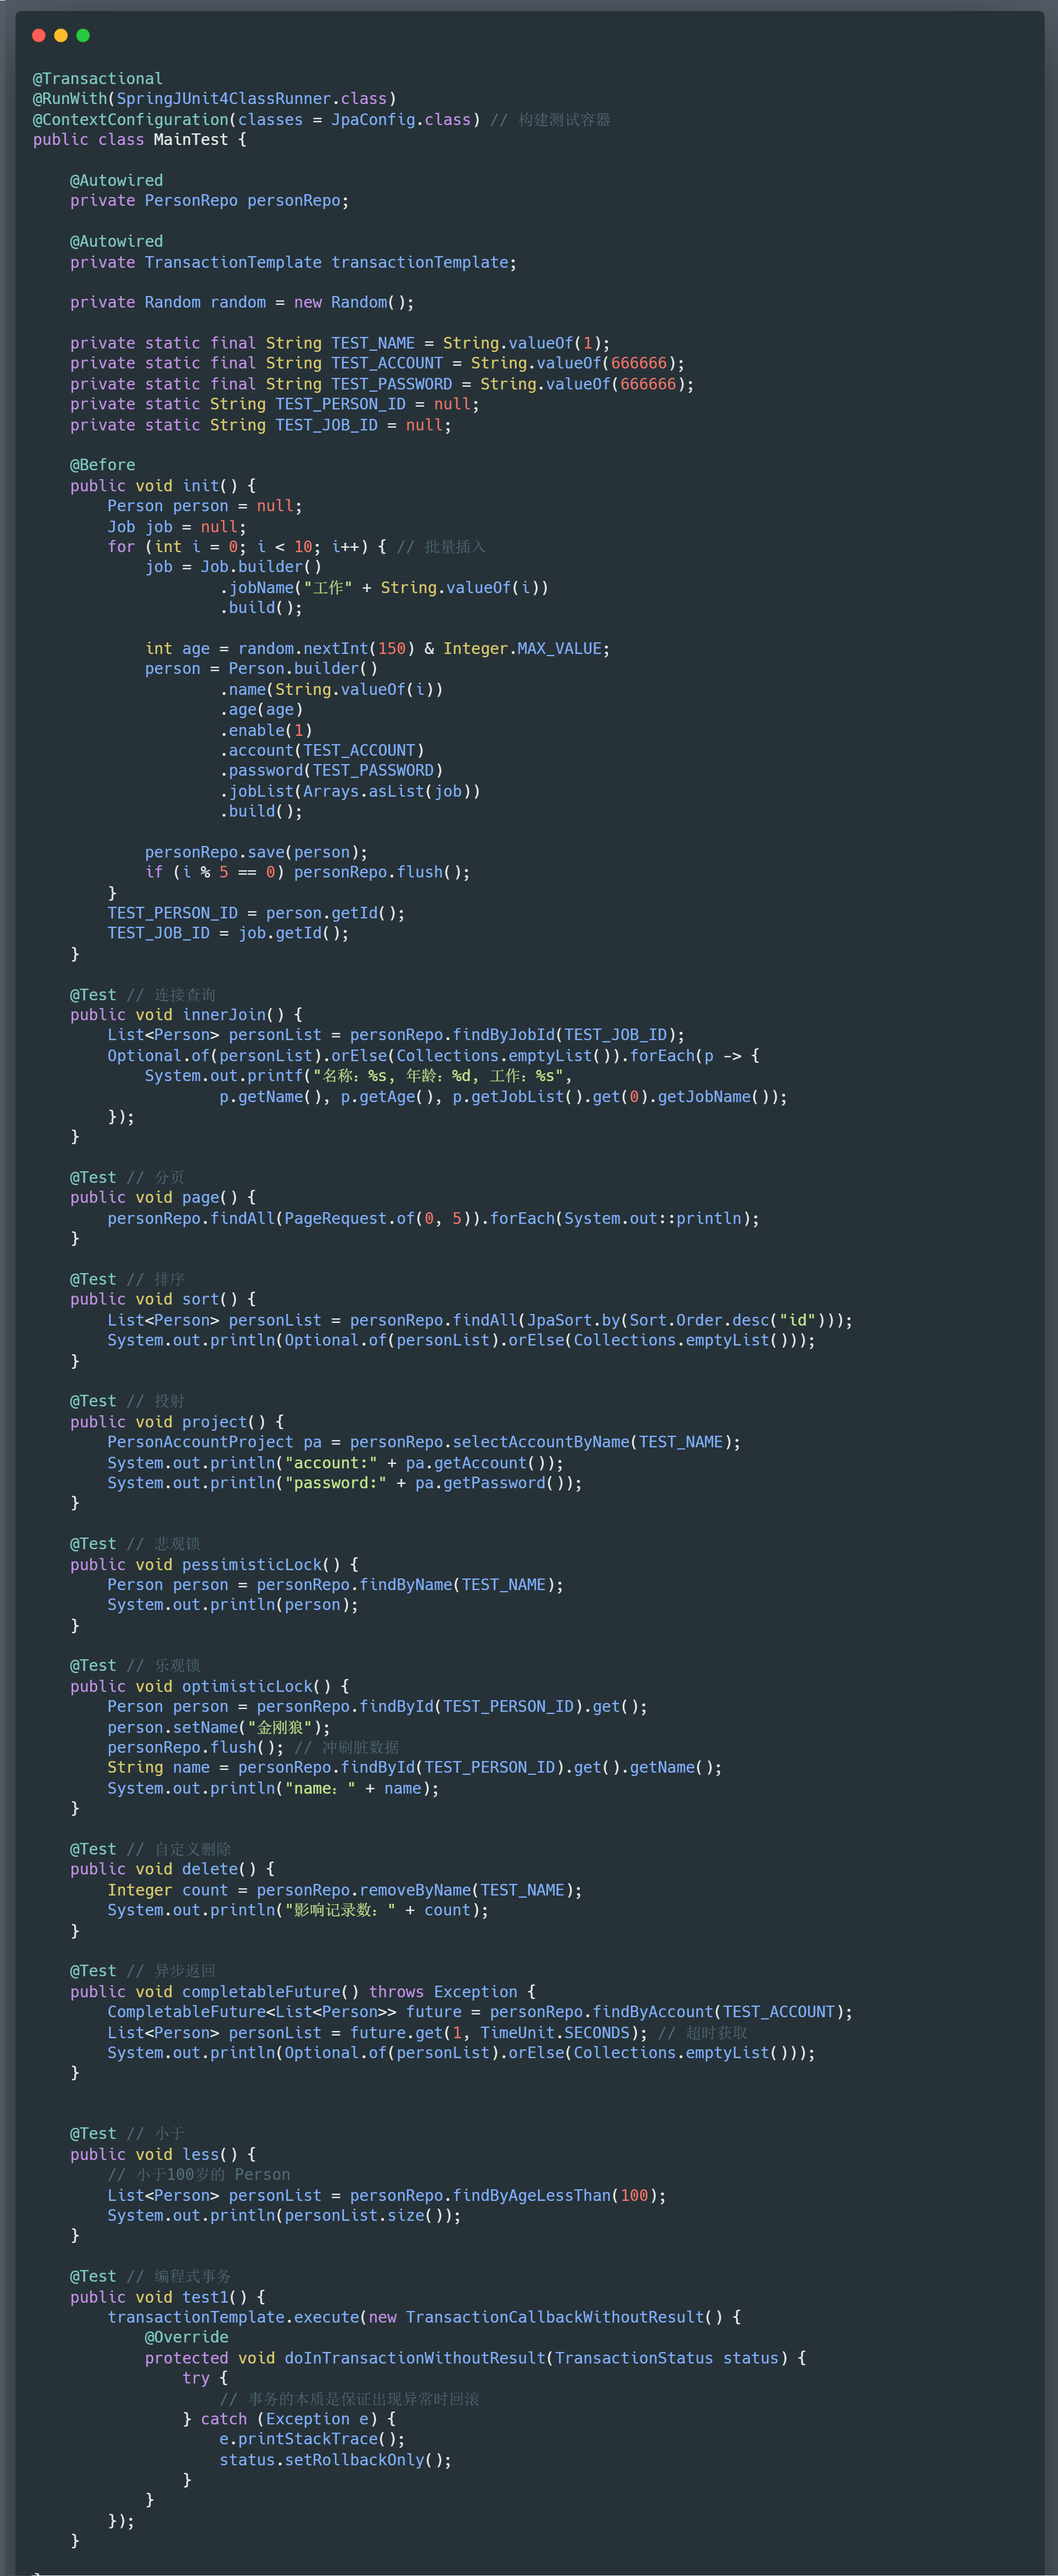 @Transactional
@RunWith(SpringJUnit4ClassRunner.class)
@ContextConfiguration(classes = JpaConfig.class) // 构建测试容器
public class MainTest {
    @Autowired
    private PersonRepo personRepo;
    @Autowired
    private TransactionTemplate transactionTemplate;
    private Random random = new Random();
    private static final String TEST_NAME = String.valueOf(1);
    private static final String TEST_ACCOUNT = String.valueOf(666666);
    private static final String TEST_PASSWORD = String.valueOf(666666);
    private static String TEST_PERSON_ID = null;
    private static String TEST_JOB_ID = null;
    @Before
    public void init() {
        Person person = null;
        Job job = null;
        for (int i = 0; i < 10; i++) { // 批量插入
            job = Job.builder()
                    .jobName("工作" + String.valueOf(i))
                    .build();
            int age = random.nextInt(150) & Integer.MAX_VALUE;
            person = Person.builder()
                    .name(String.valueOf(i))
                    .age(age)
                    .enable(1)
                    .account(TEST_ACCOUNT)
                    .password(TEST_PASSWORD)
                    .jobList(Arrays.asList(job))
                    .build();
            personRepo.save(person);
            if (i % 5 == 0) personRepo.flush();
        }
        TEST_PERSON_ID = person.getId();
        TEST_JOB_ID = job.getId();
    }
    @Test // 连接查询
    public void innerJoin() {
        List<Person> personList = personRepo.findByJobId(TEST_JOB_ID);
        Optional.of(personList).orElse(Collections.emptyList()).forEach(p -> {
            System.out.printf("名称：%s, 年龄：%d, 工作：%s",
                    p.getName(), p.getAge(), p.getJobList().get(0).getJobName());
        });
    }
    @Test // 分页
    public void page() {
        personRepo.findAll(PageRequest.of(0, 5)).forEach(System.out::println);
    }
    @Test // 排序
    public void sort() {
        List<Person> personList = personRepo.findAll(JpaSort.by(Sort.Order.desc("id")));
        System.out.println(Optional.of(personList).orElse(Collections.emptyList()));
    }
    @Test // 投射
    public void project() {
        PersonAccountProject pa = personRepo.selectAccountByName(TEST_NAME);
        System.out.println("account:" + pa.getAccount());
        System.out.println("password:" + pa.getPassword());
    }
    @Test // 悲观锁
    public void pessimisticLock() {
        Person person = personRepo.findByName(TEST_NAME);
        System.out.println(person);
    }
    @Test // 乐观锁
    public void optimisticLock() {
        Person person = personRepo.findById(TEST_PERSON_ID).get();
        person.setName("金刚狼");
        personRepo.flush(); // 冲刷脏数据
        String name = personRepo.findById(TEST_PERSON_ID).get().getName();
        System.out.println("name：" + name);
    }
    @Test // 自定义删除
    public void delete() {
        Integer count = personRepo.removeByName(TEST_NAME);
        System.out.println("影响记录数：" + count);
    }
    @Test // 异步返回
    public void completableFuture() throws Exception {
        CompletableFuture<List<Person>> future = personRepo.findByAccount(TEST_ACCOUNT);
        List<Person> personList = future.get(1, TimeUnit.SECONDS); // 超时获取
        System.out.println(Optional.of(personList).orElse(Collections.emptyList()));
    }
    @Test // 小于
    public void less() {
        // 小于100岁的 Person
        List<Person> personList = personRepo.findByAgeLessThan(100);
        System.out.println(personList.size());
    }
    @Test // 编程式事务
    public void test1() {
        transactionTemplate.execute(new TransactionCallbackWithoutResult() {
            @Override
            protected void doInTransactionWithoutResult(TransactionStatus status) {
                try {
                    // 事务的本质是保证出现异常时回滚
                } catch (Exception e) {
                    e.printStackTrace();
                    status.setRollbackOnly();
                }
            }
        });
    }